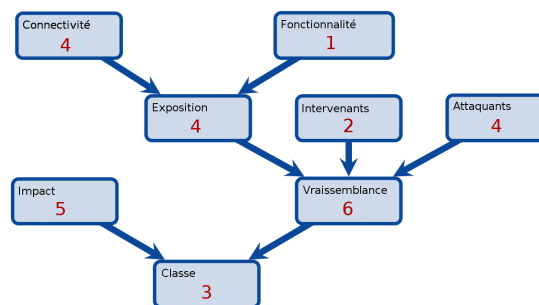 Connectivité
4
Fonctionnalité
1
Exposition
4
Intervenants
2
Attaquants
4
Impact
5
Vraissemblance
6
Classe
3